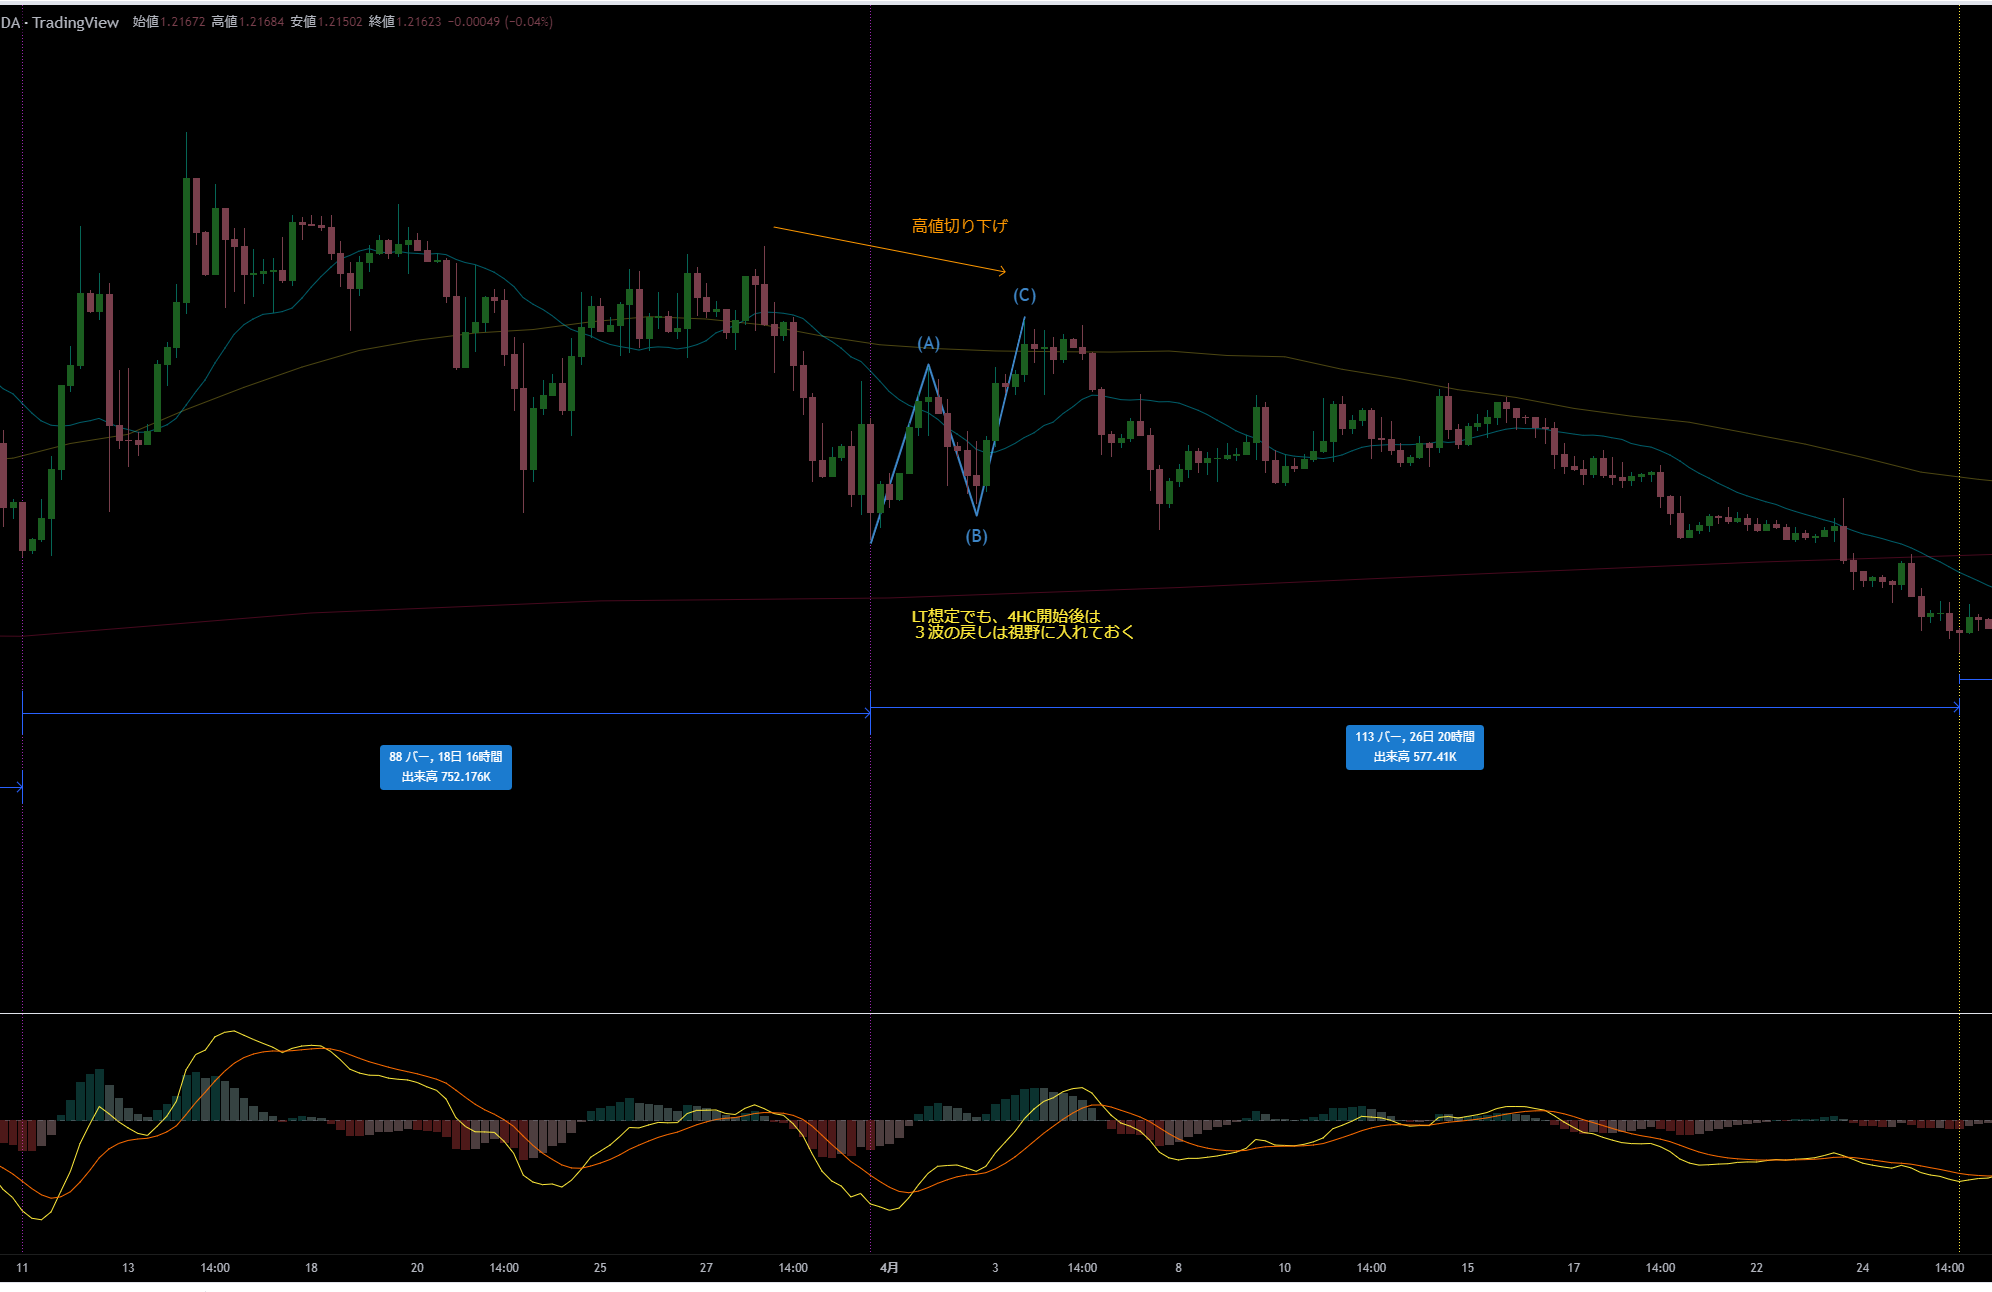 DA · TradingView 始値1.21672 高値1.21684 安値1.21502 終値1.21623 −0.00049 (−0.04%)
高値切り下げ
(C)
(A)
(B)
LT想定でも、4HC開始後は
３波の戻しは視野に入れておく
113 バー, 26日 20時間
出来高 577.41K
88 バー, 18日 16時間
出来高 752.176K
11 13 14:00 18 20 14:00 25 27 14:00 4月 3 14:00 8 10 14:00 15 17 14:00 22 24 14:00